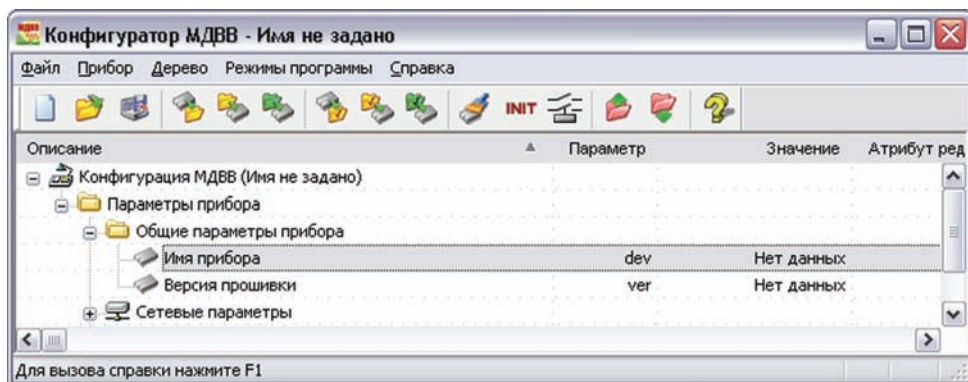 Конфигуратор МДВВ - Имя не задано
Файл Прибор Дерево Режимы программы Справка
INIT
Описание Параметр Значение Атрибут ред
Конфигурация МДВВ (Имя не задано)
Параметры прибора
Общие параметры прибора
Имя прибора dev Нет данных
Версия прошивки ver Нет данных
Сетевые параметры
Для вызова справки нажмите F1